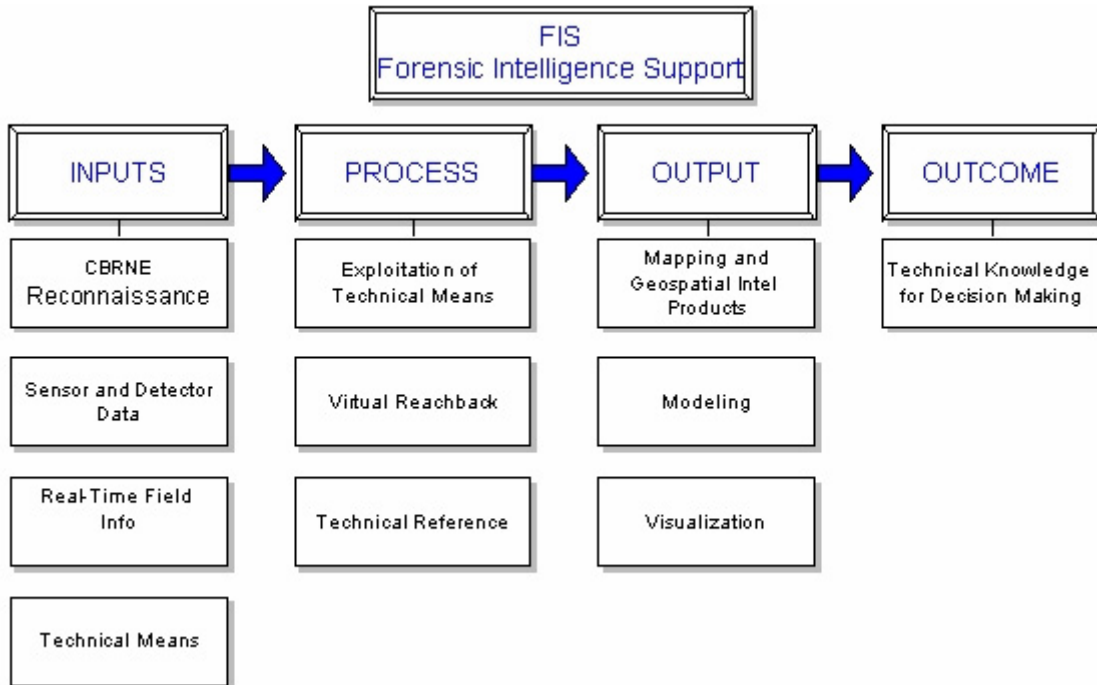 FIS
Forensic Intelligence Support
INPUTS
PROCESS
OUTPUT
OUTCOME
CBRNE
Reconnaissance
Sensor and Detector
Data
Real-Time Field
Info
Technical Means
Exploitation of
Technical Means
Virtual Reachback
Technical Reference
Mapping and
Geospatial Intel
Products
Modeling
Visualization
Technical Knowledge
for Decision Making